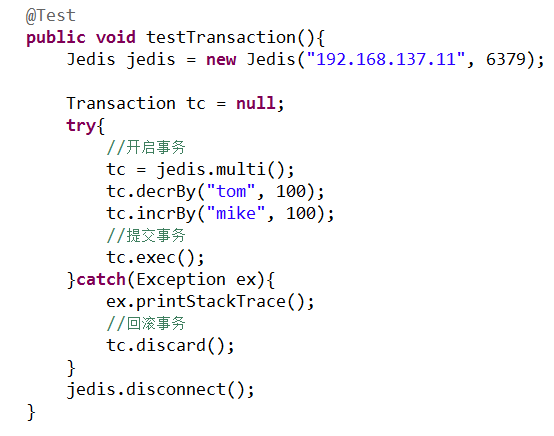 @Test
public void testTransaction(){
    Jedis jedis = new Jedis("192.168.137.11", 6379);

    Transaction tc = null;
    try{
        //开启事务
        tc = jedis.multi();
        tc.decrBy("tom", 100);
        tc.incrBy("mike", 100);
        //提交事务
        tc.exec();
    }catch(Exception ex){
        ex.printStackTrace();
        //回滚事务
        tc.discard();
    }
    jedis.disconnect();
}